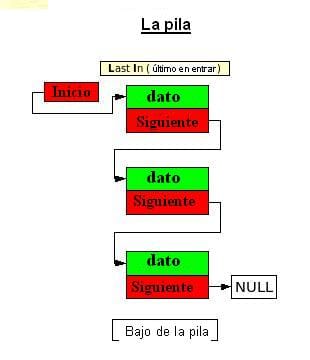 La pila
Last In ( último en entrar )
Inicio
dato
Siguiente
dato
Siguiente
dato
Siguiente
NULL
Bajo de la pila